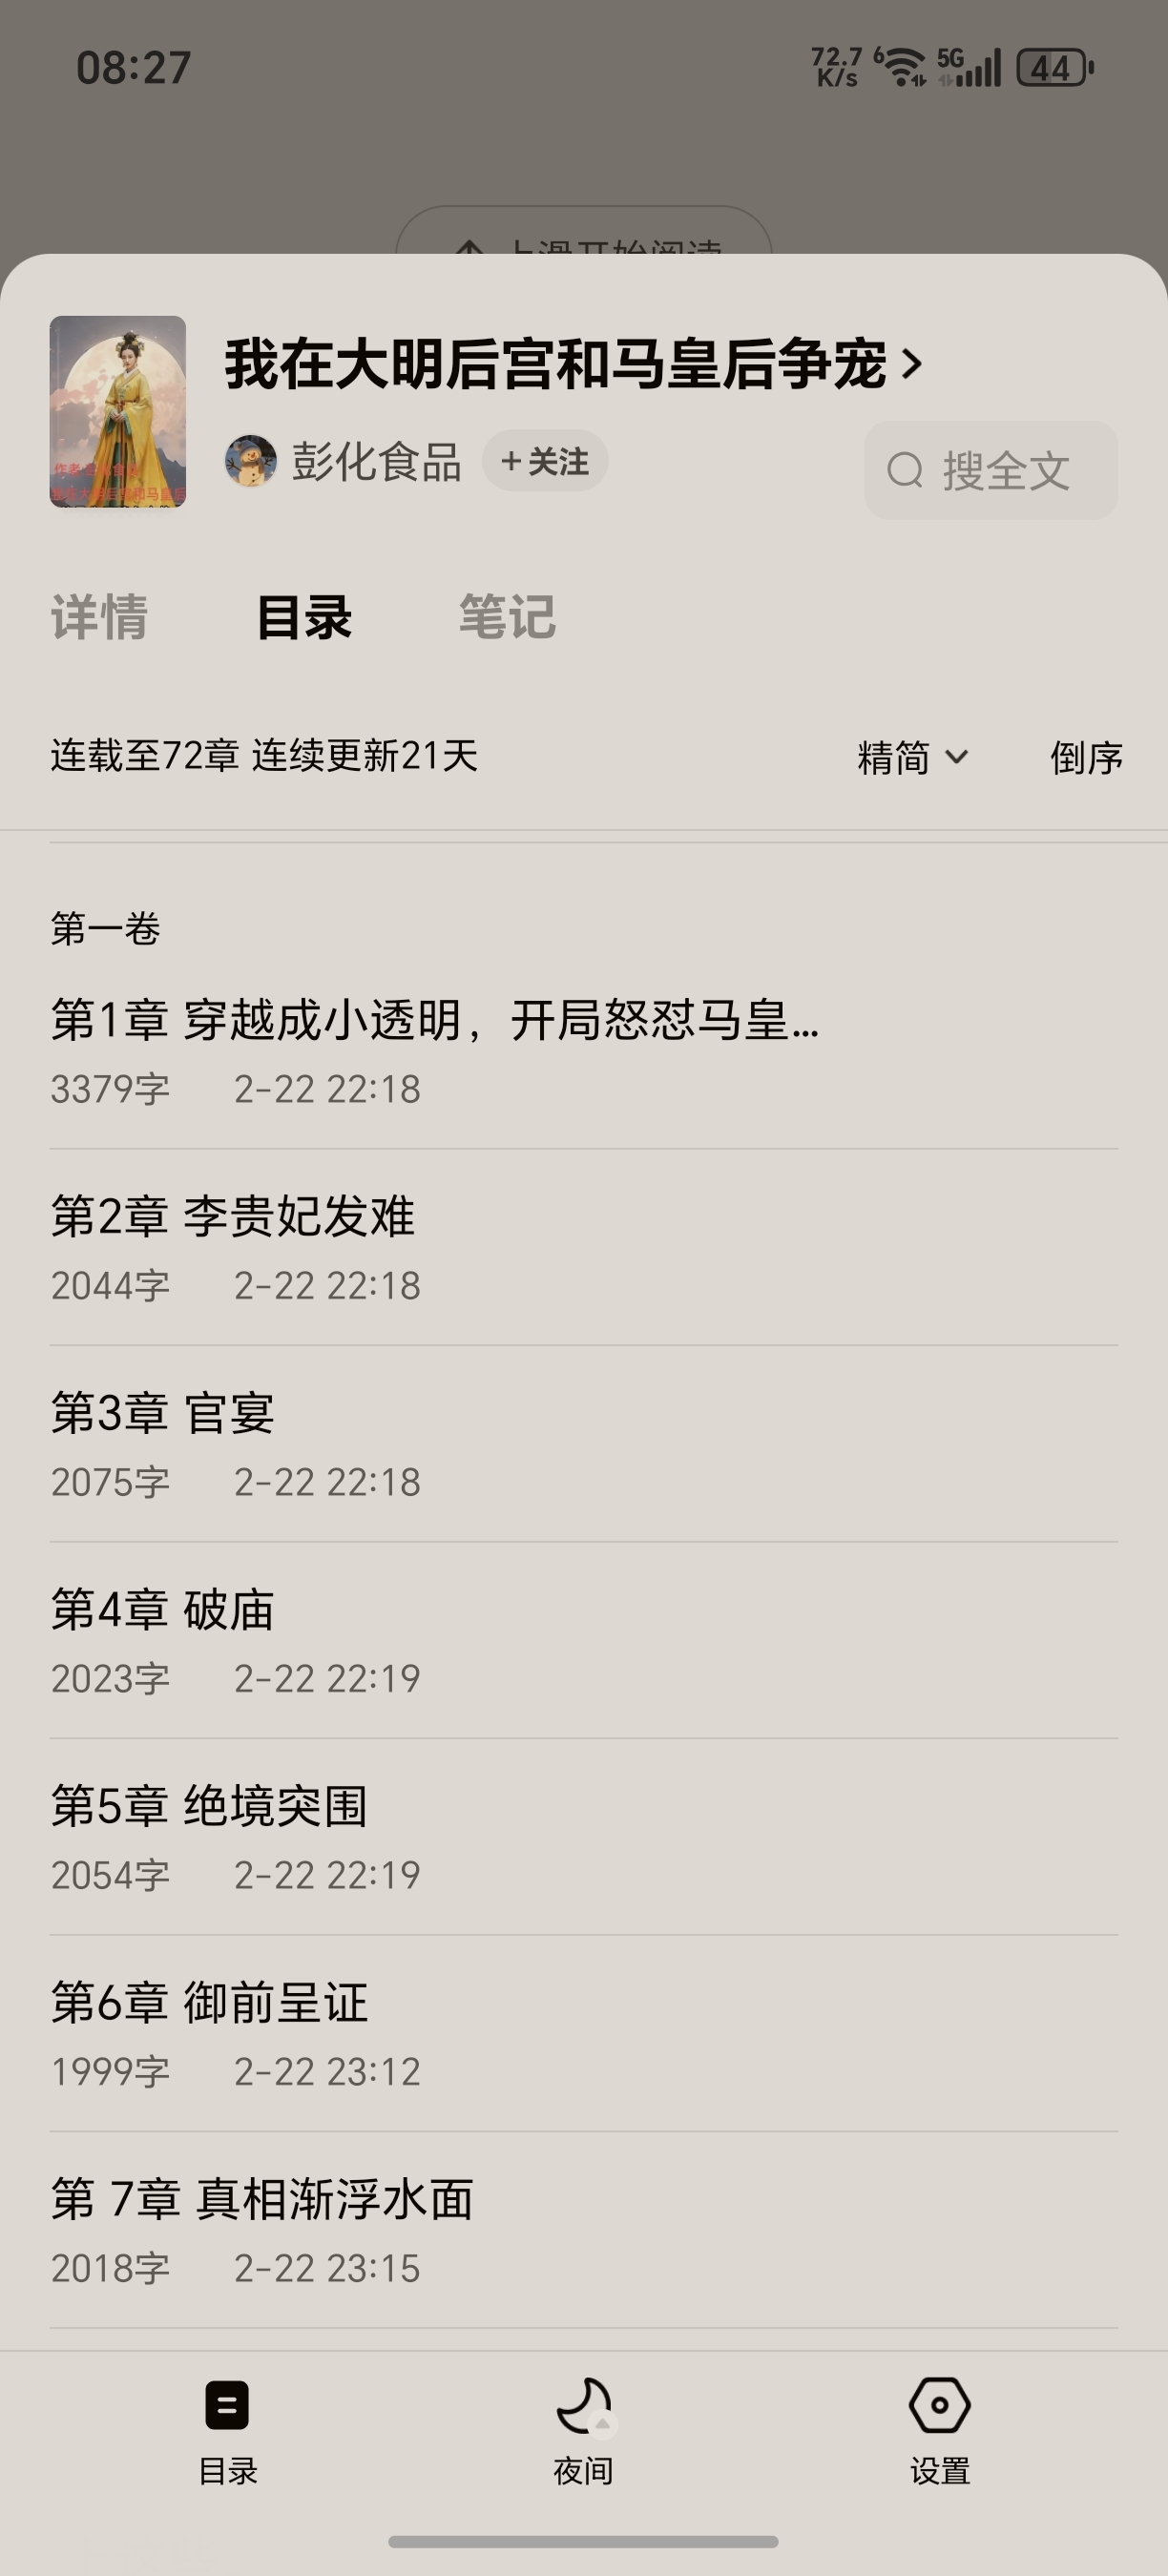 08:27
72.7 K/s 6 5G 44
上滑开始阅读
我在大明后宫和马皇后争宠
彭化食品 +关注
搜全文
详情 目录 笔记
连载至72章 连续更新21天 精简 倒序
第一卷
第1章 穿越成小透明，开局怒怼马皇...
3379字 2-22 22:18
第2章 李贵妃发难
2044字 2-22 22:18
第3章 官宴
2075字 2-22 22:18
第4章 破庙
2023字 2-22 22:19
第5章 绝境突围
2054字 2-22 22:19
第6章 御前呈证
1999字 2-22 23:12
第 7章 真相渐浮水面
2018字 2-22 23:15
目录 夜间 设置